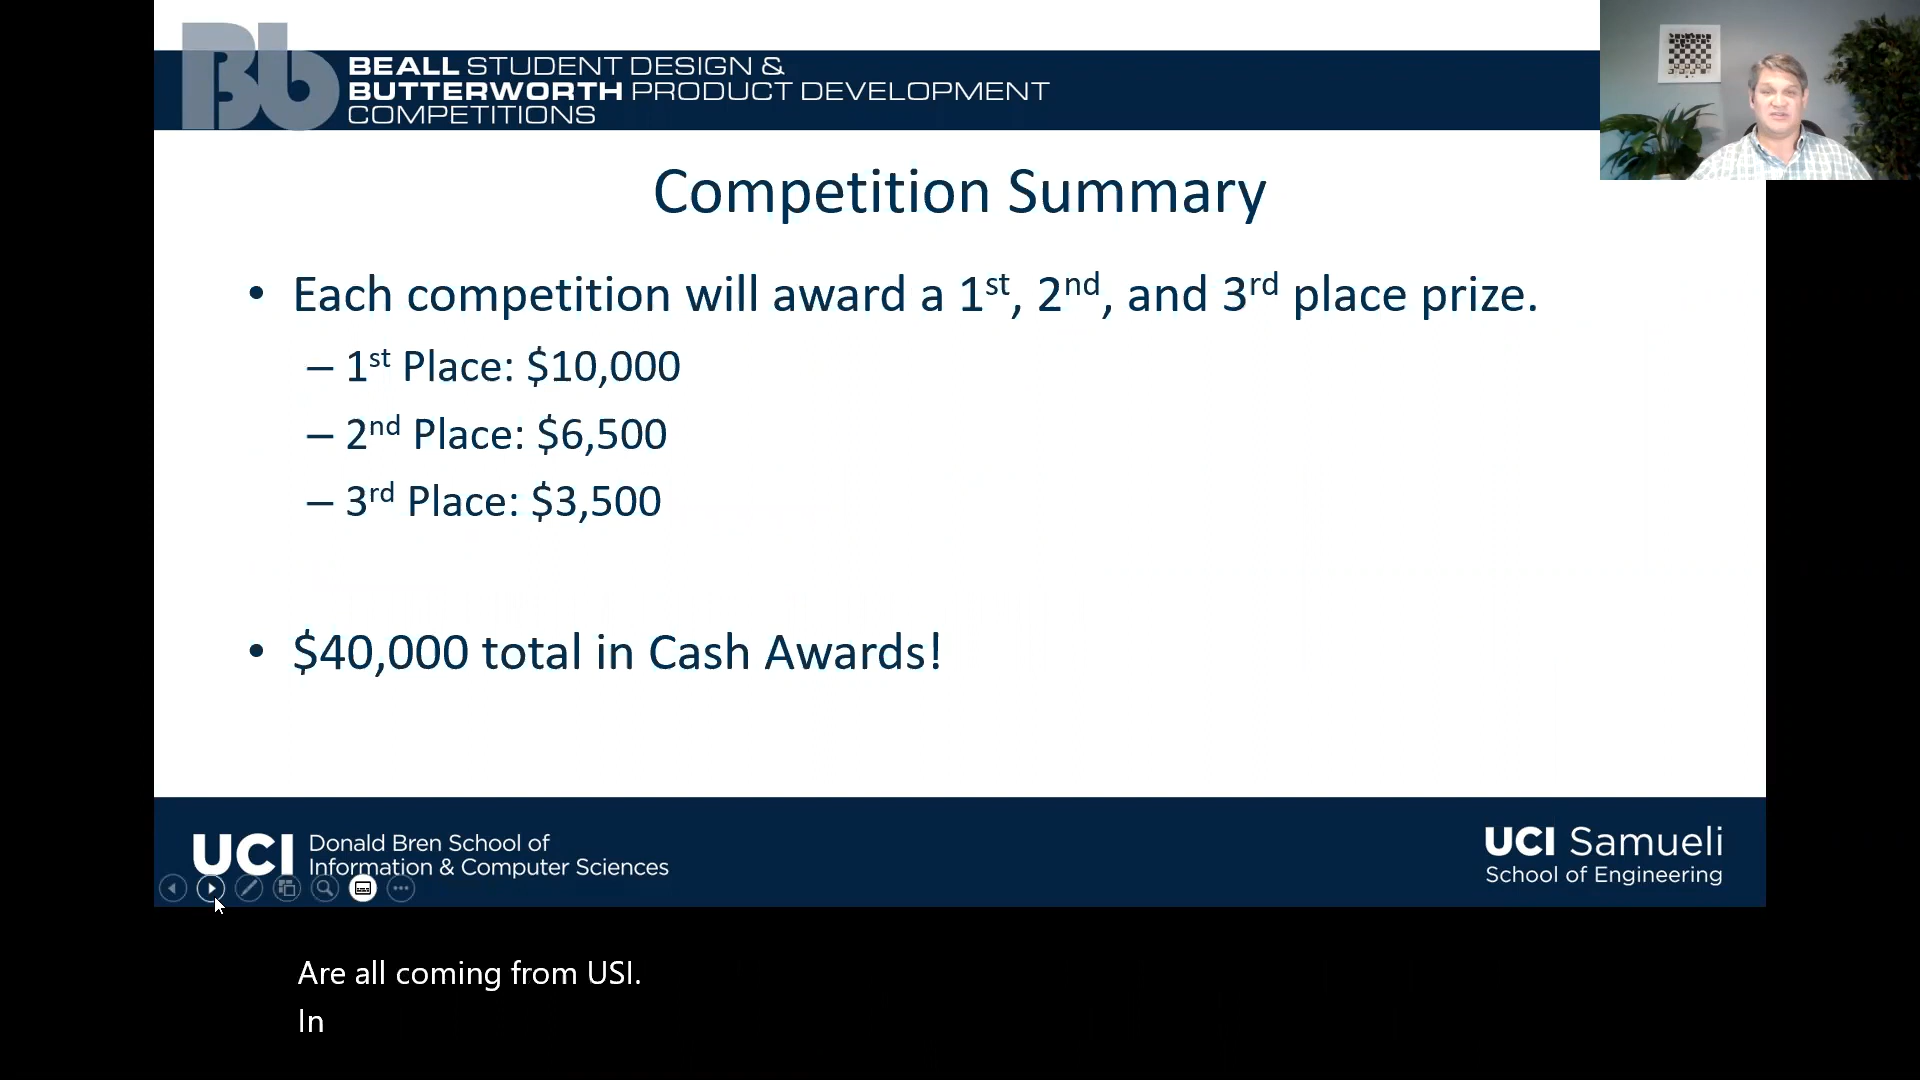 Bb
BEALL STUDENT DESIGN &
BUTTERWORTH PRODUCT DEVELOPMENT
COMPETITIONS
Competition Summary
• Each competition will award a 1st, 2nd, and 3rd place prize.
– 1st Place: $10,000
– 2nd Place: $6,500
– 3rd Place: $3,500
• $40,000 total in Cash Awards!
UCI Donald Bren School of
Information & Computer Sciences
UCI Samueli
School of Engineering
Are all coming from USI.
In